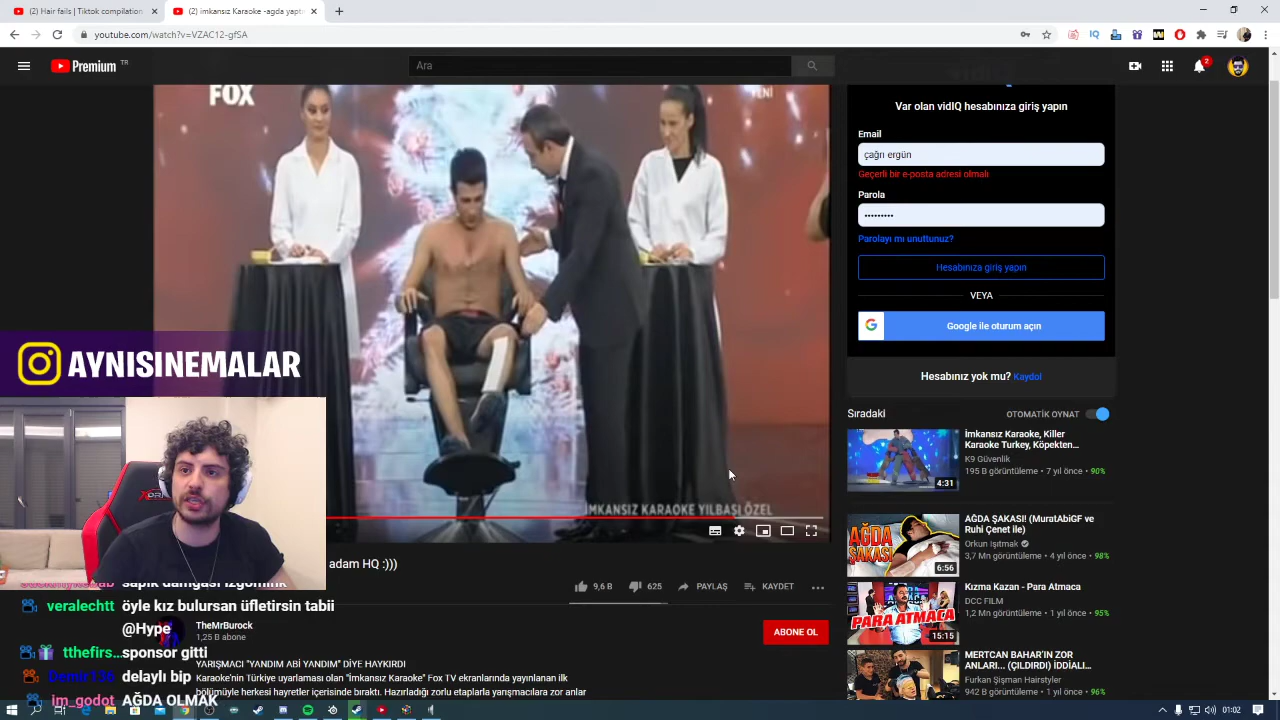 (2) Hair fails | Tiktok compilation
(2) imkansız Karaoke -agda yaptı
youtube.com/watch?v=VZAC12-gfSA
Premium TR
Ara
2
FOX
YENİ
İMKANSIZ KARAOKE YILBAŞI ÖZEL
AYNISINEMALAR
adam HQ :)))
9,6 B
625
PAYLAŞ
KAYDET
TheMrBurock
1,25 B abone
ABONE OL
YARIŞMACI "YANDIM ABİ YANDIM" DİYE HAYKIRDI
Karaoke'nin Türkiye uyarlaması olan "İmkansız Karaoke" Fox TV ekranlarında yayınlanan ilk
bölümüyle herkesi hayretler içerisinde bıraktı. Hazırladığı zorlu etaplarla yarışmacılara zor anlar
veralechtt öyle kız bulursan üfletirsin tabii
@Hype
tthefirs... sponsor gitti
Demir136 delaylı bip
im_godot AĞDA OLMAK
Var olan vidIQ hesabınıza giriş yapın
Email
çağrı ergün
Geçerli bir e-posta adresi olmalı
Parola
•••••••••
Parolayı mı unuttunuz?
Hesabınıza giriş yapın
VEYA
Google ile oturum açın
Hesabınız yok mu? Kaydol
Sıradaki
OTOMATİK OYNAT
İmkansız Karaoke, Killer
Karaoke Turkey, Köpekten...
K9 Güvenlik
195 B görüntüleme • 7 yıl önce • 90%
4:31
AĞDA
ŞAKASI!
AĞDA ŞAKASI! (MuratAbiGF ve
Ruhi Çenet ile)
Orkun Işıtmak
3,7 Mn görüntüleme • 4 yıl önce • 98%
6:56
PARA ATMACA
Kızma Kazan - Para Atmaca
DCC FILM
1,2 Mn görüntüleme • 1 yıl önce • 95%
15:15
MERTCAN BAHAR'IN ZOR
ANLARI... (ÇILDIRDI) İDDİALI...
Furkan Şişman Hairstyler
942 B görüntüleme • 1 yıl önce • 96%
01:02